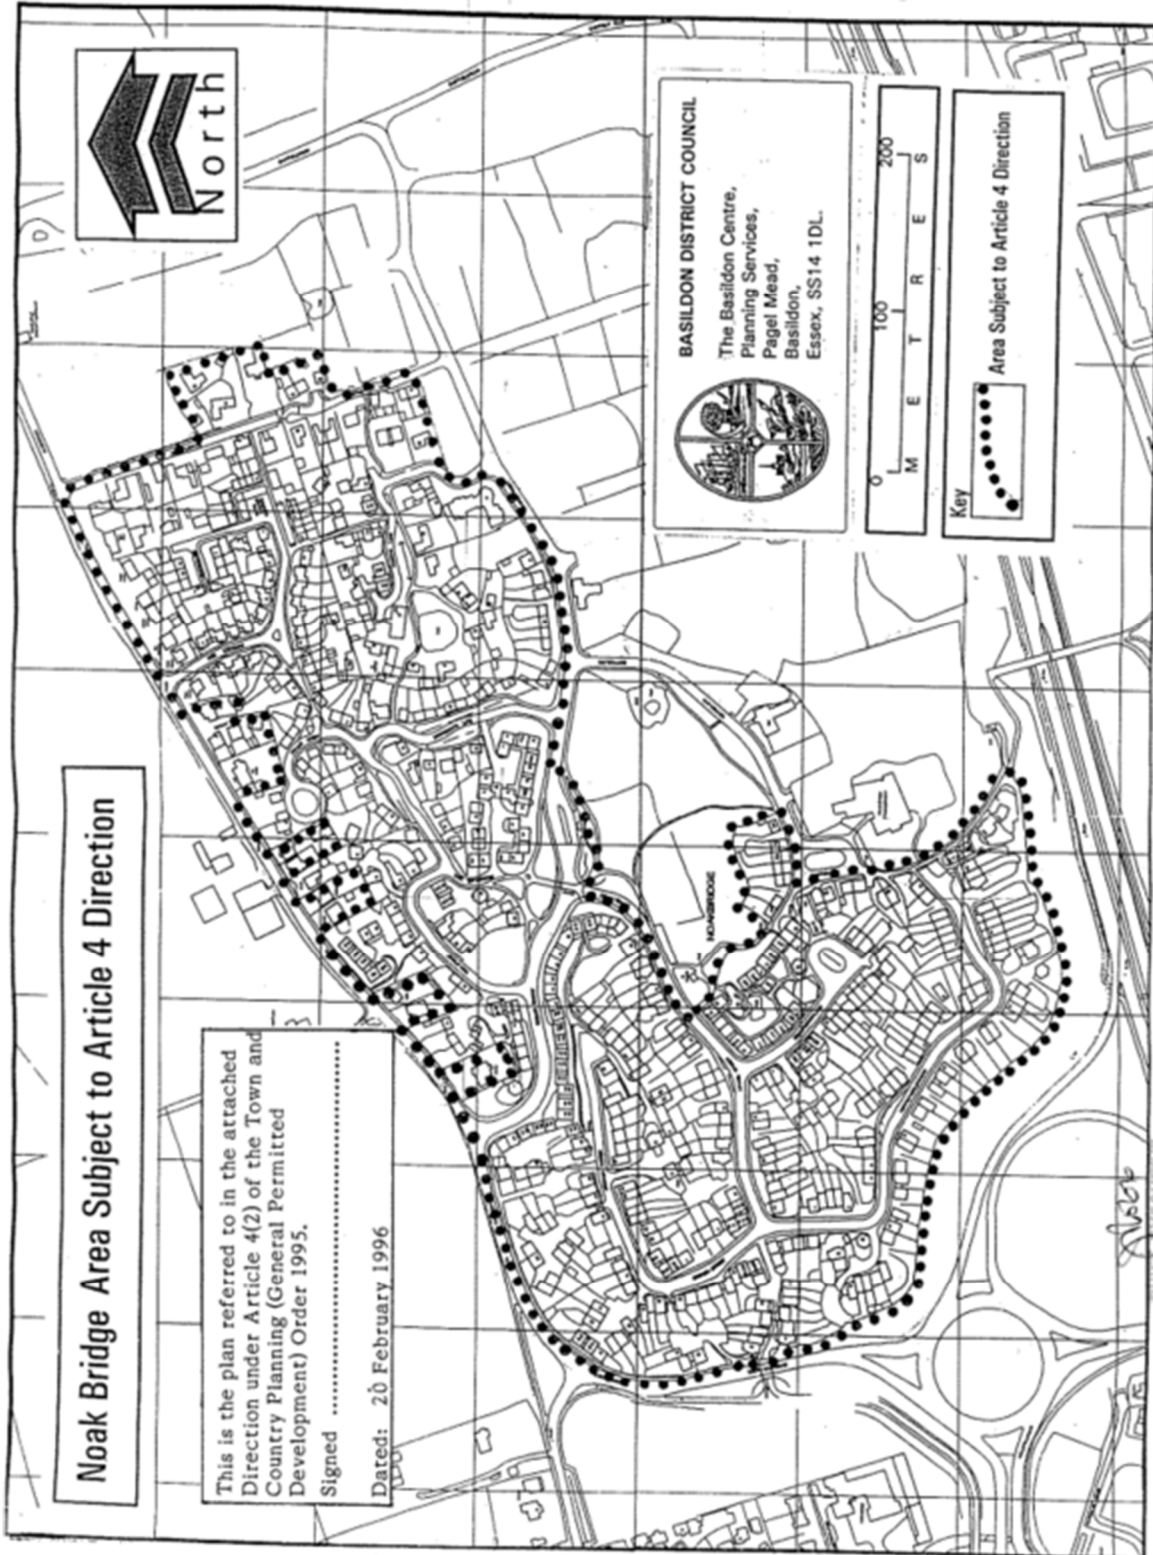 Noak Bridge Area Subject to Article 4 Direction
This is the plan referred to in the attached
Direction under Article 4(2) of the Town and
Country Planning (General Permitted
Development) Order 1995.
Signed ........................................
Dated: 20 February 1996
North
BASILDON DISTRICT COUNCIL
The Basildon Centre,
Planning Services,
Pagel Mead,
Basildon,
Essex, SS14 1DL.
0 100 200
METRES
Key
Area Subject to Article 4 Direction
NOAKBRIDGE